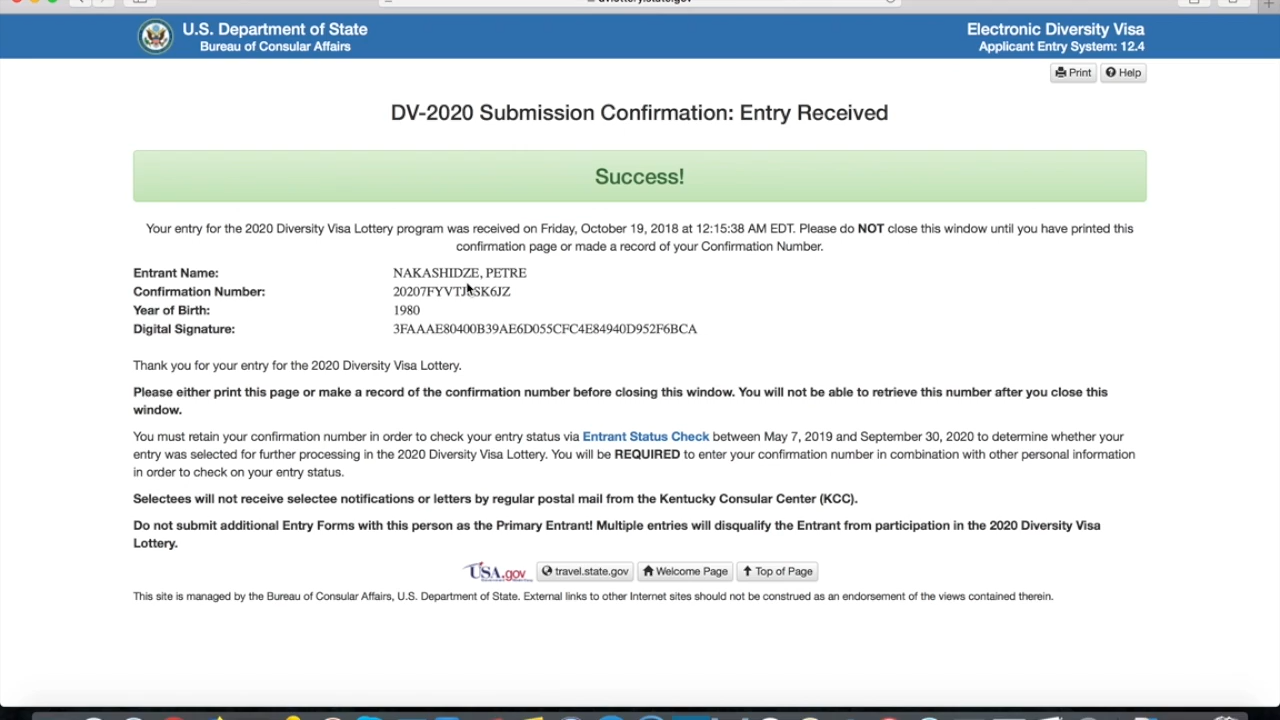 U.S. Department of State
Bureau of Consular Affairs
Electronic Diversity Visa
Applicant Entry System: 12.4
Print
Help
DV-2020 Submission Confirmation: Entry Received
Success!
Your entry for the 2020 Diversity Visa Lottery program was received on Friday, October 19, 2018 at 12:15:38 AM EDT. Please do NOT close this window until you have printed this
confirmation page or made a record of your Confirmation Number.
Entrant Name: NAKASHIDZE, PETRE
Confirmation Number:
Year of Birth: 1980
Digital Signature: 3FAAAE80400B39AE6D055CFC4E84940D952F6BCA
Thank you for your entry for the 2020 Diversity Visa Lottery.
Please either print this page or make a record of the confirmation number before closing this window. You will not be able to retrieve this number after you close this
window.
You must retain your confirmation number in order to check your entry status via Entrant Status Check between May 7, 2019 and September 30, 2020 to determine whether your
entry was selected for further processing in the 2020 Diversity Visa Lottery. You will be REQUIRED to enter your confirmation number in combination with other personal information
in order to check on your entry status.
Selectees will not receive selectee notifications or letters by regular postal mail from the Kentucky Consular Center (KCC).
Do not submit additional Entry Forms with this person as the Primary Entrant! Multiple entries will disqualify the Entrant from participation in the 2020 Diversity Visa
Lottery.
USA.gov
travel.state.gov
Welcome Page
Top of Page
This site is managed by the Bureau of Consular Affairs, U.S. Department of State. External links to other Internet sites should not be construed as an endorsement of the views contained therein.